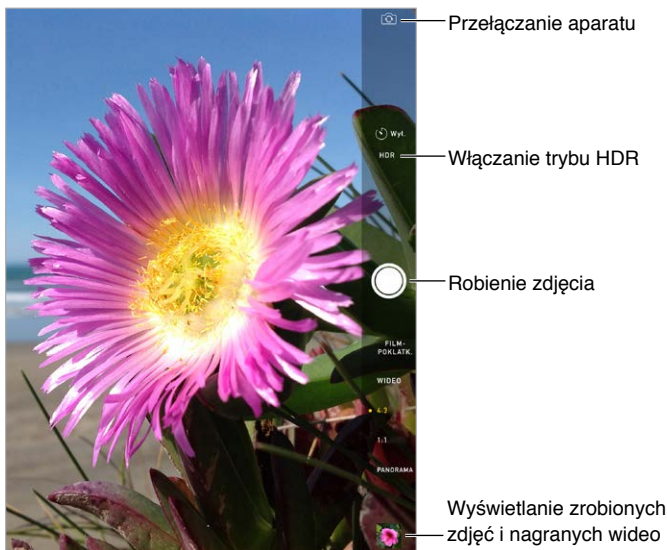 Przełączanie aparatu
Wył.
HDR
Włączanie trybu HDR
Robienie zdjęcia
FILM-
POKLATK.
WIDEO
4:3
1:1
PANORAMA
Wyświetlanie zrobionych
zdjęć i nagranych wideo